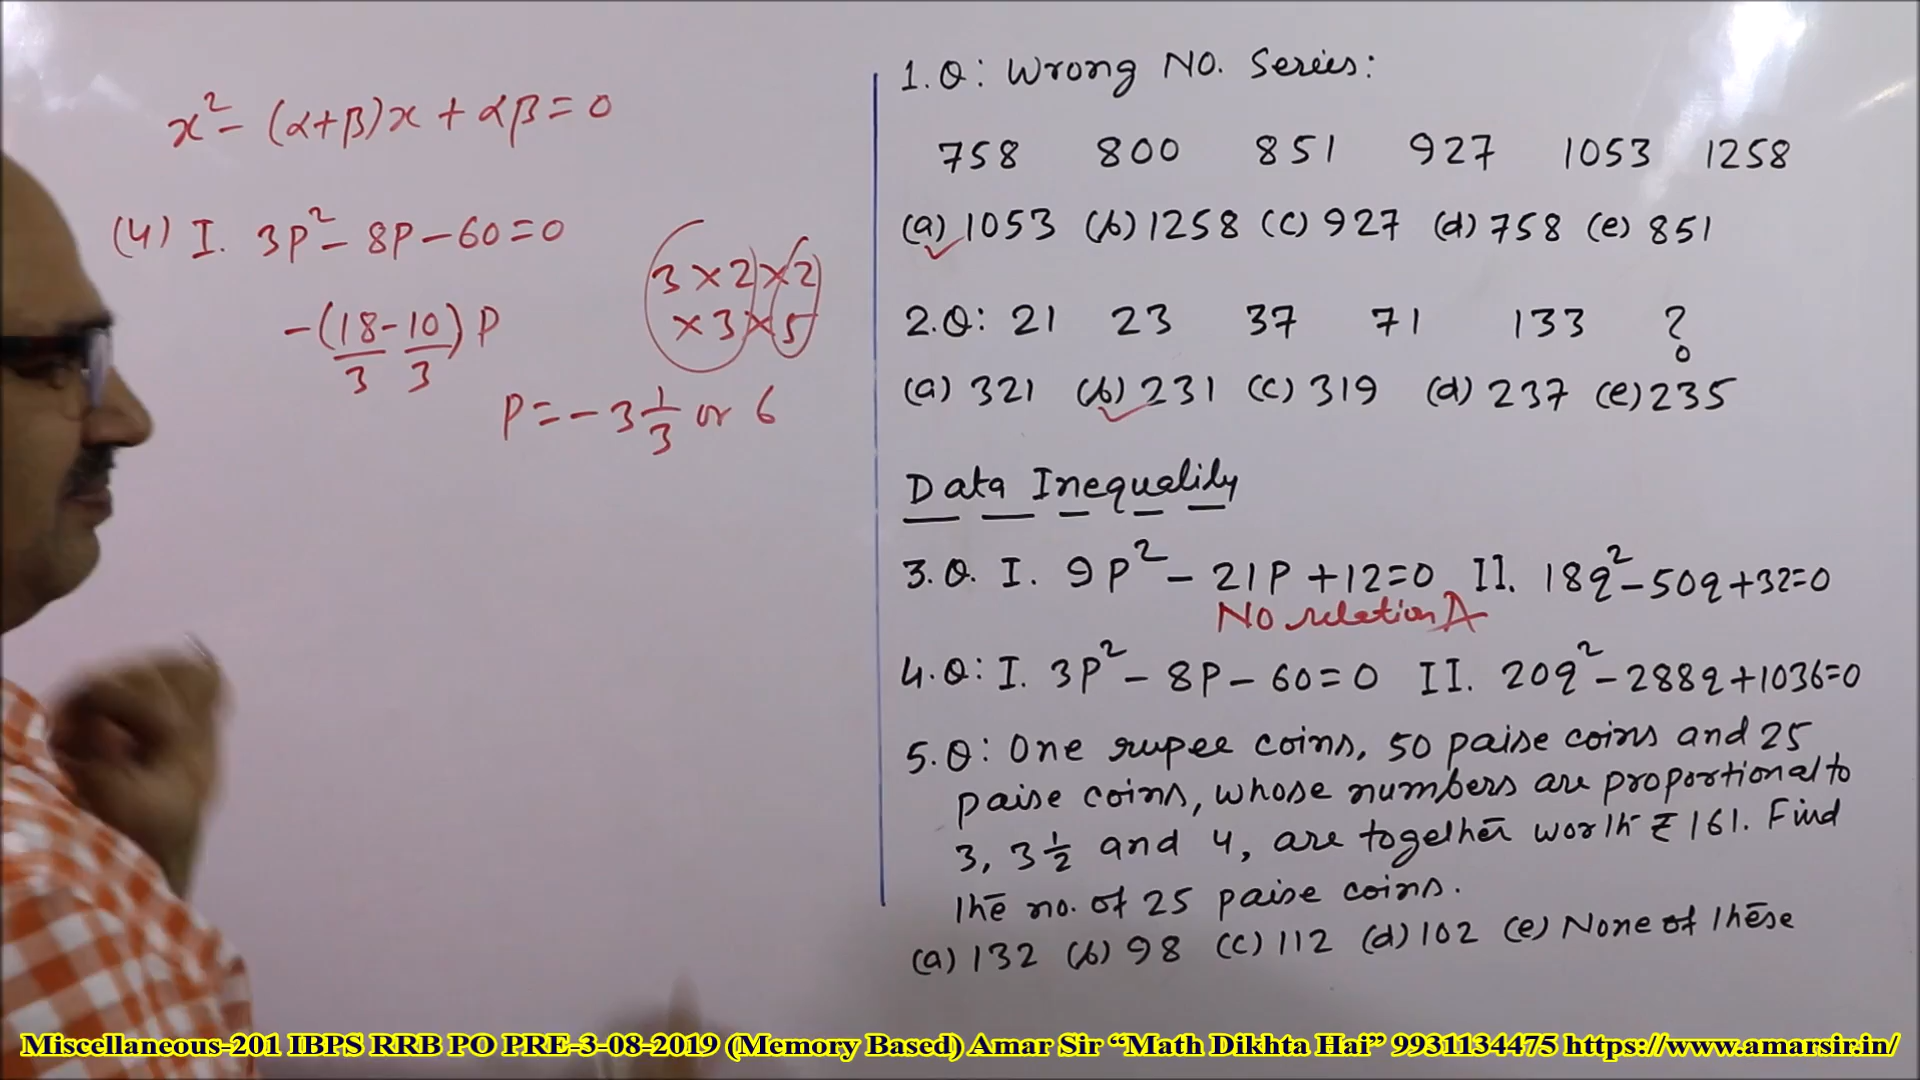 x² - (α+β)x + αβ = 0
(4) I. 3P² - 8P - 60 = 0
3 × 2 × 2
× 3 × 5
-(18/3 - 10/3) P
P = - 3 1/3 or 6
1.Q: Wrong NO. Series:
758 800 851 927 1053 1258
(a) 1053 (b) 1258 (c) 927 (d) 758 (e) 851
2.Q: 21 23 37 71 133 ?
(a) 321 (b) 231 (c) 319 (d) 237 (e) 235
Data Inequality
3.Q. I. 9P² - 21P + 12 = 0 II. 18q² - 50q + 32 = 0
No relation A
4.Q: I. 3P² - 8P - 60 = 0 II. 20q² - 288q + 1036 = 0
5.Q: One rupee coins, 50 paise coins and 25
paise coins, whose numbers are proportional to
3, 3 1/2 and 4, are together worth ₹ 161. Find
the no. of 25 paise coins.
(a) 132 (b) 98 (c) 112 (d) 102 (e) None of these
Miscellaneous-201 IBPS RRB PO PRE-3-08-2019 (Memory Based) Amar Sir “Math Dikhta Hai” 9931134475 https://www.amarsir.in/